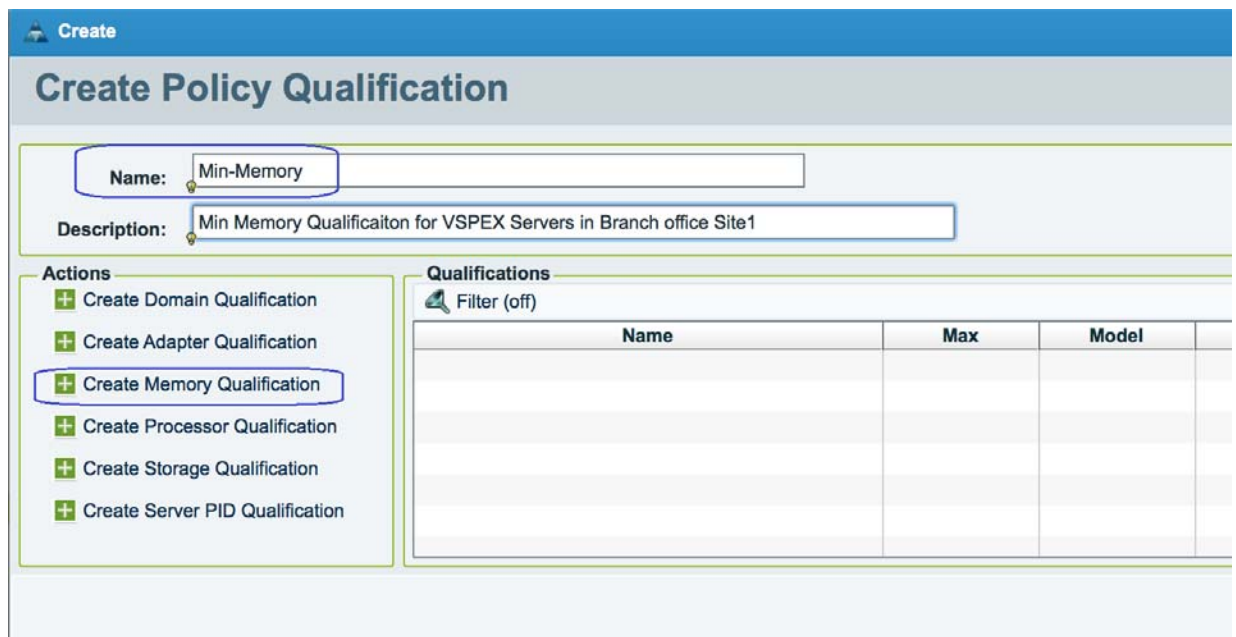 Create
Create Policy Qualification
Name: Min-Memory
Description: Min Memory Qualificaiton for VSPEX Servers in Branch office Site1
Actions
Create Domain Qualification
Create Adapter Qualification
Create Memory Qualification
Create Processor Qualification
Create Storage Qualification
Create Server PID Qualification
Qualifications
Filter (off)
Name Max Model